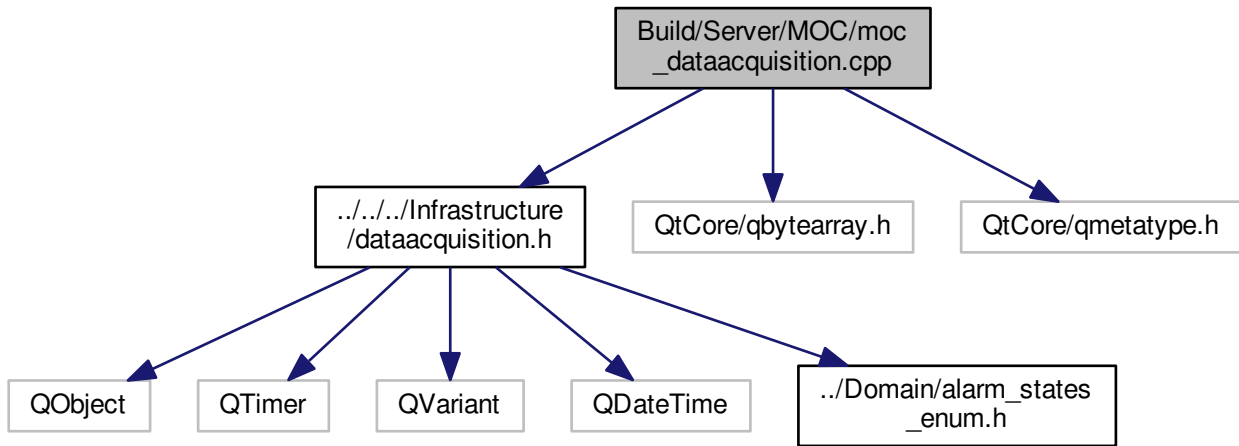 Build/Server/MOC/moc
_dataacquisition.cpp
../../../Infrastructure
/dataacquisition.h
QtCore/qbytearray.h
QtCore/qmetatype.h
QObject
QTimer
QVariant
QDateTime
../Domain/alarm_states
_enum.h